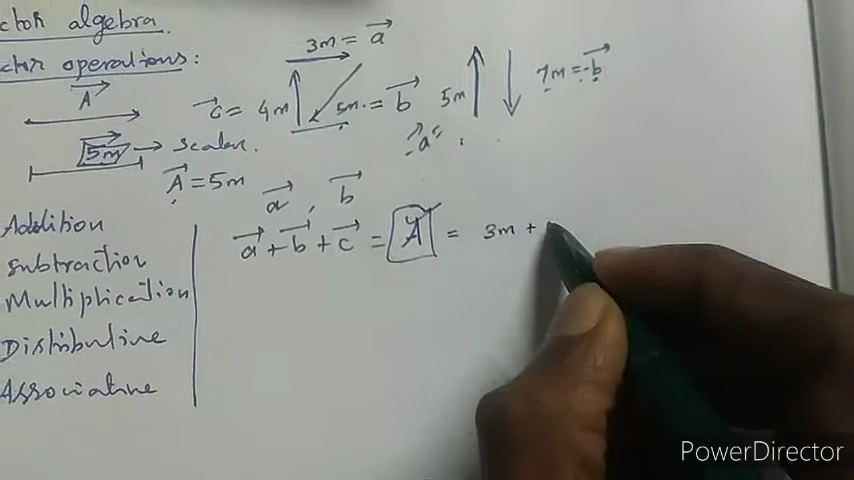 ctor algebra.
ctor operations:
3m = a
A
c = 4m
5m = b
5m
7m = -b
5m → scalar.
"a"
A = 5m
a, b
Addition
Subtraction
Multiplication
Distributive
Associative
a + b + c = A = 3m +
PowerDirector